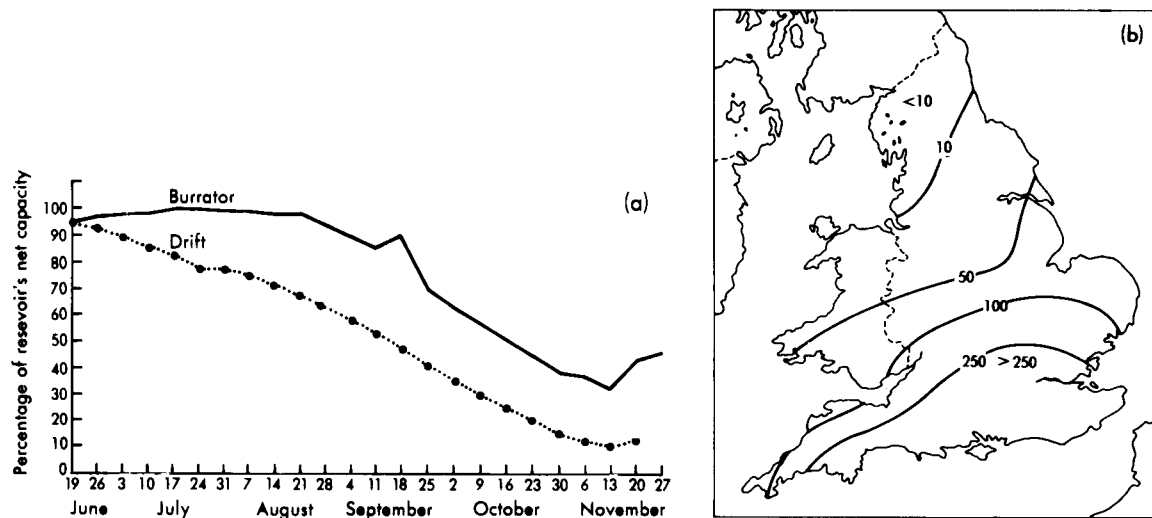 (a)
Percentage of resevoir's net capacity
100
90
80
70
60
50
40
30
20
10
0
Burrator
Drift
19 26 3 10 17 24 31 7 14 21 28 4 11 18 25 2 9 16 23 30 6 13 20 27
June July August September October November
(b)
<10
10
50
100
250 > 250